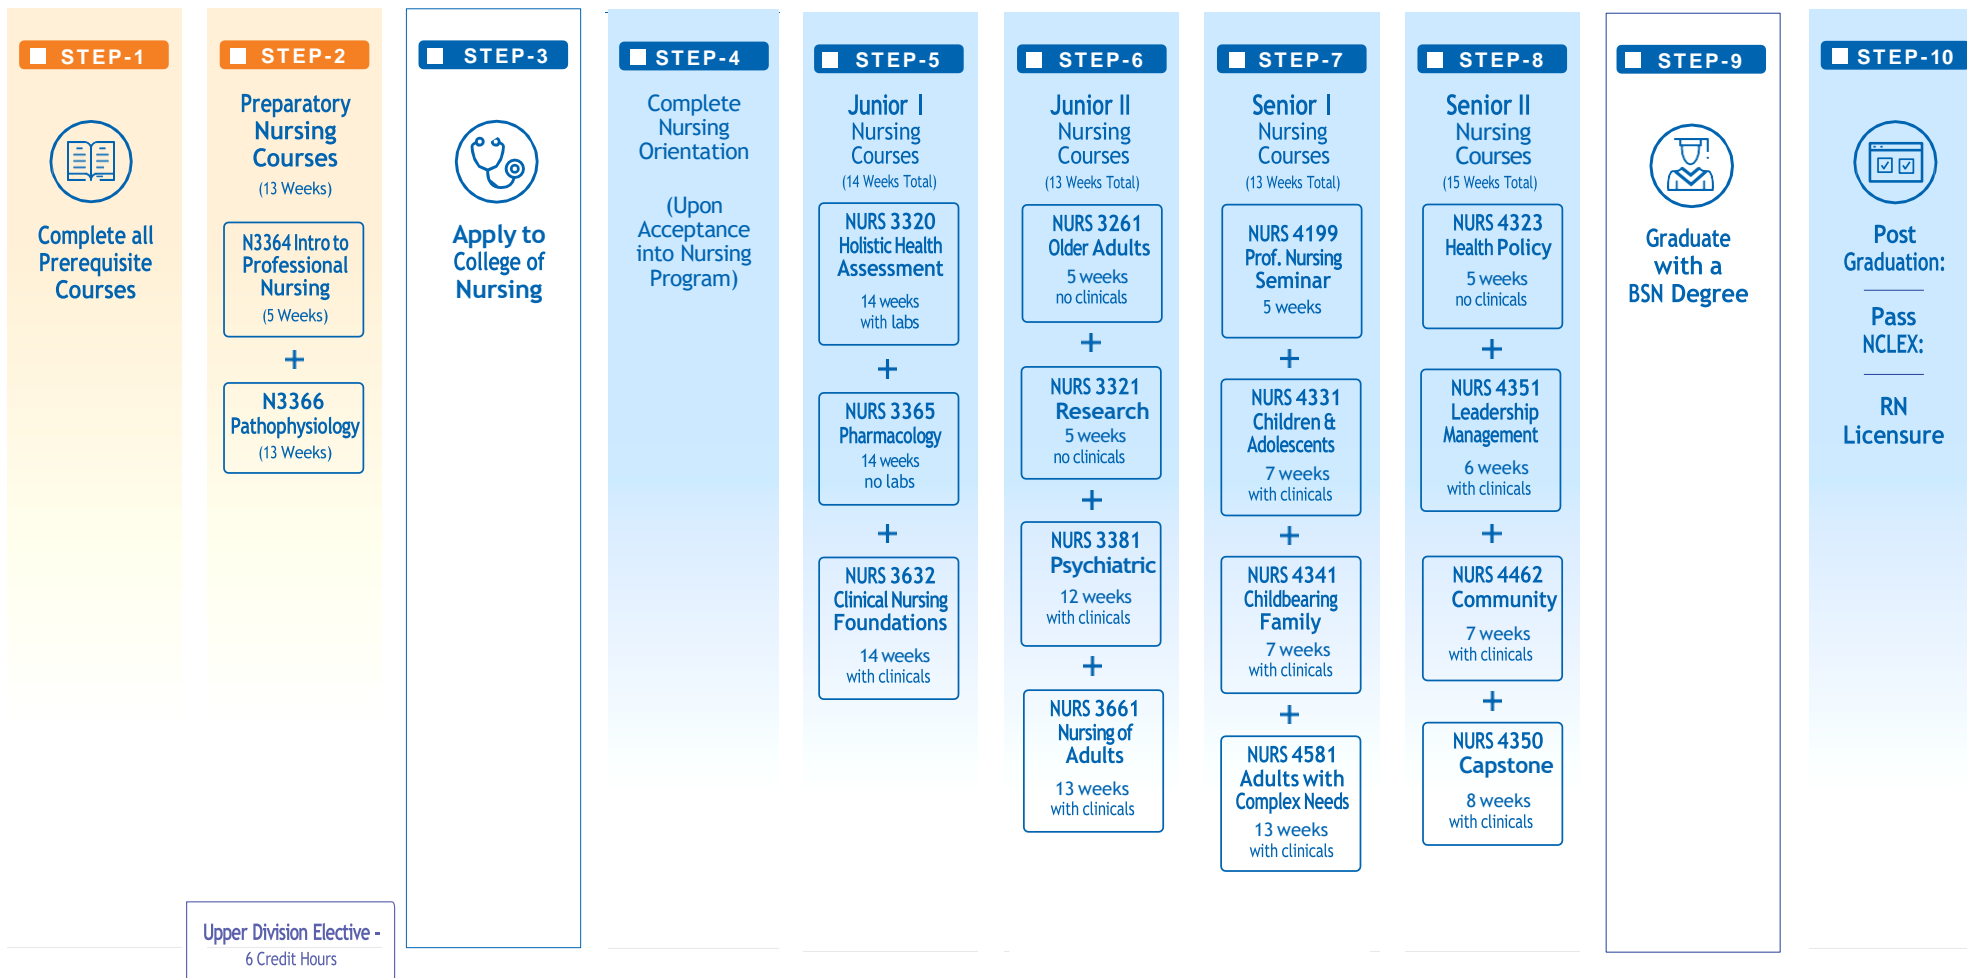 STEP-1
Complete all
Prerequisite
Courses
STEP-2
Preparatory
Nursing
Courses
(13 Weeks)
N3364 Intro to
Professional
Nursing
(5 Weeks)
+
N3366
Pathophysiology
(13 Weeks)
Upper Division Elective -
6 Credit Hours
STEP-3
Apply to
College of
Nursing
STEP-4
Complete
Nursing
Orientation
(Upon
Acceptance
into Nursing
Program)
STEP-5
Junior I
Nursing
Courses
(14 Weeks Total)
NURS 3320
Holistic Health
Assessment
14 weeks
with labs
+
NURS 3365
Pharmacology
14 weeks
no labs
+
NURS 3632
Clinical Nursing
Foundations
14 weeks
with clinicals
STEP-6
Junior II
Nursing
Courses
(13 Weeks Total)
NURS 3261
Older Adults
5 weeks
no clinicals
+
NURS 3321
Research
5 weeks
no clinicals
+
NURS 3381
Psychiatric
12 weeks
with clinicals
+
NURS 3661
Nursing of
Adults
13 weeks
with clinicals
STEP-7
Senior I
Nursing
Courses
(13 Weeks Total)
NURS 4199
Prof. Nursing
Seminar
5 weeks
+
NURS 4331
Children &
Adolescents
7 weeks
with clinicals
+
NURS 4341
Childbearing
Family
7 weeks
with clinicals
+
NURS 4581
Adults with
Complex Needs
13 weeks
with clinicals
STEP-8
Senior II
Nursing
Courses
(15 Weeks Total)
NURS 4323
Health Policy
5 weeks
no clinicals
+
NURS 4351
Leadership
Management
6 weeks
with clinicals
+
NURS 4462
Community
7 weeks
with clinicals
+
NURS 4350
Capstone
8 weeks
with clinicals
STEP-9
Graduate
with a
BSN Degree
STEP-10
Post
Graduation:
Pass
NCLEX:
RN
Licensure